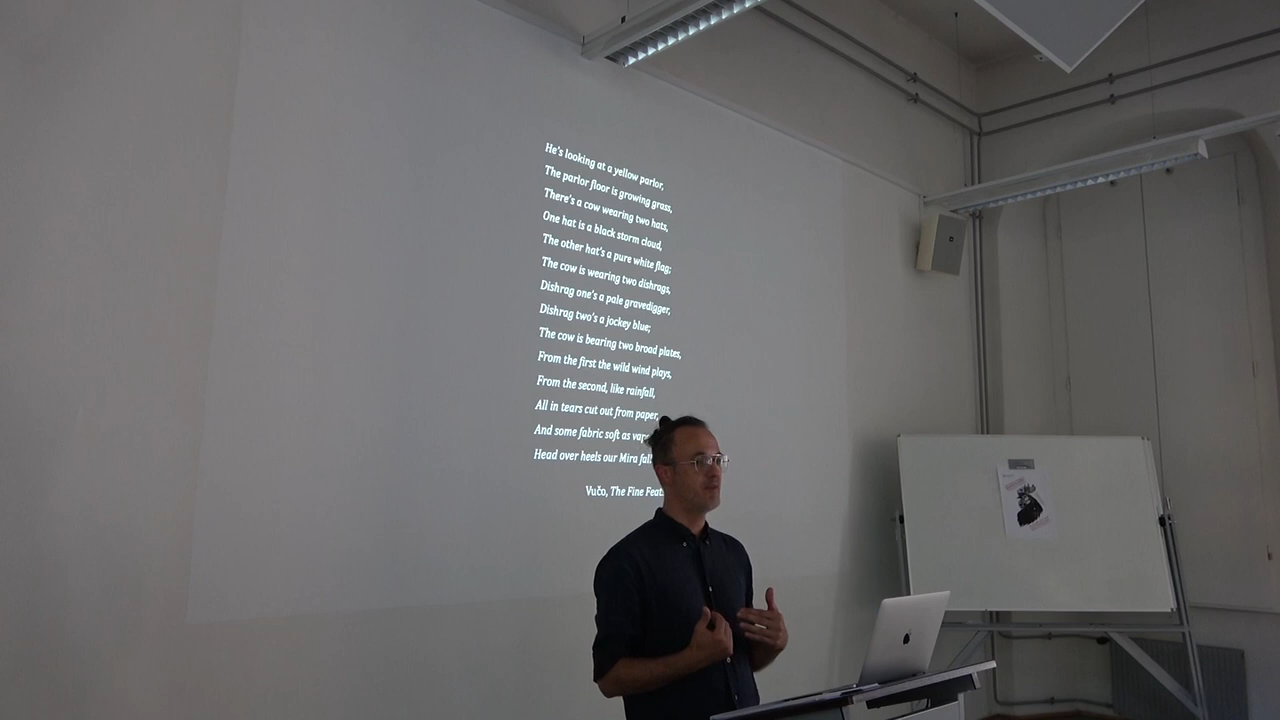 He's looking at a yellow parlor,
The parlor floor is growing grass,
There's a cow wearing two hats,
One hat is a black storm cloud,
The other hat's a pure white flag;
The cow is wearing two dishrags,
Dishrag one's a pale gravedigger,
Dishrag two's a jockey blue;
The cow is bearing two broad plates,
From the first the wild wind plays,
From the second, like rainfall,
All in tears cut out from paper,
And some fabric soft as
Head over heels our Mira
Vučo, The Fine